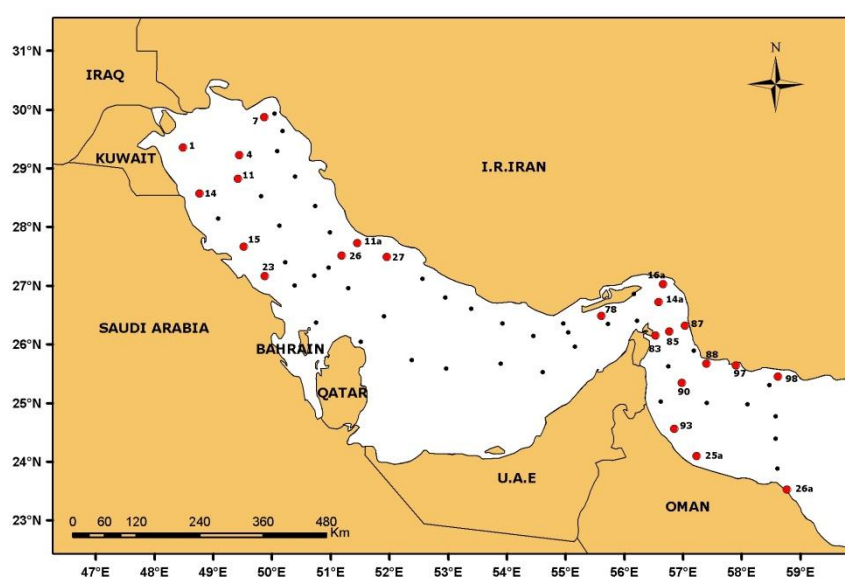 N
31°N
IRAQ
30°N
7
1
4
29°N
KUWAIT
11
I.R.IRAN
14
28°N
15
11a
26
27
23
27°N
16a
14a
78
87
SAUDI ARABIA
26°N
BAHRAIN
83
85
88
97
98
QATAR
90
25°N
93
25a
24°N
U.A.E
26a
OMAN
23°N
0 60 120 240 360 480
Km
47°E 48°E 49°E 50°E 51°E 52°E 53°E 54°E 55°E 56°E 57°E 58°E 59°E